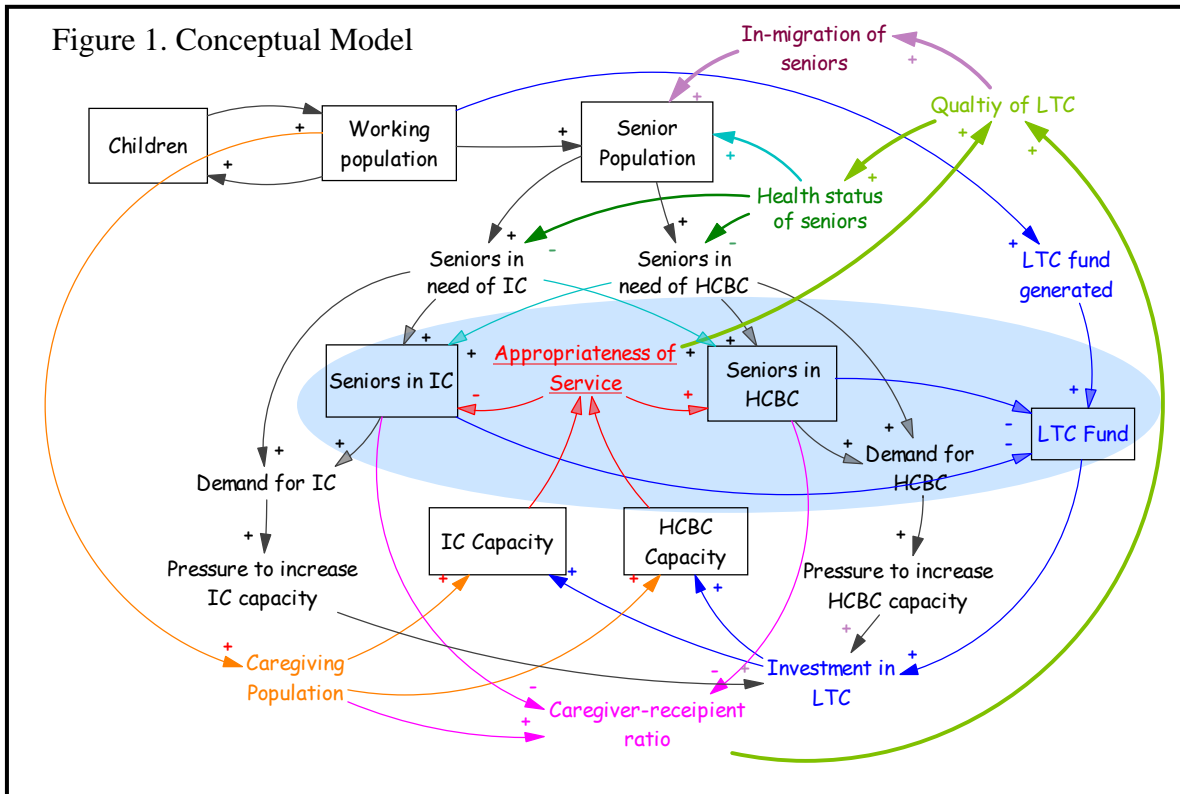 Figure 1. Conceptual Model
In-migration of
seniors
Qualtiy of LTC
Children
Working
population
Senior
Population
Health status
of seniors
Seniors in
need of IC
Seniors in
need of HCBC
LTC fund
generated
Appropriateness of
Service
Seniors in IC
Seniors in
HCBC
LTC Fund
Demand for IC
Demand for
HCBC
IC Capacity
HCBC
Capacity
Pressure to increase
IC capacity
Pressure to increase
HCBC capacity
Caregiving
Population
Investment in
LTC
Caregiver-receipient
ratio